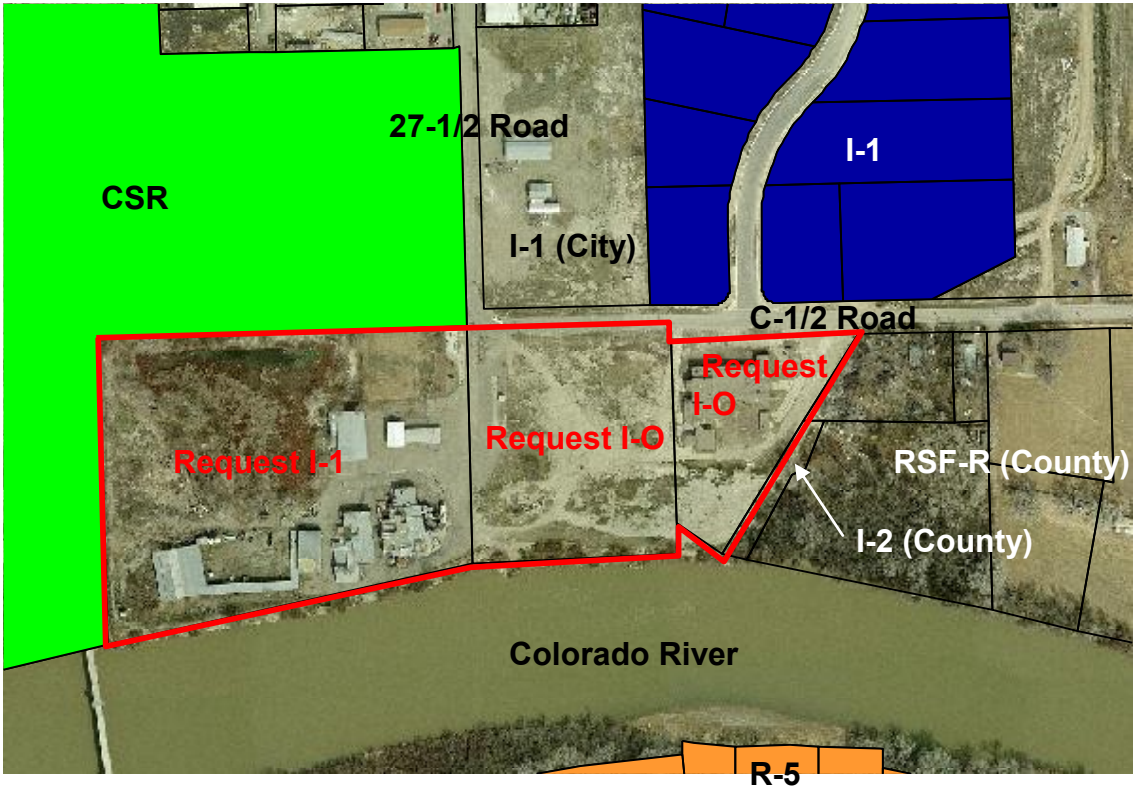 27-1/2 Road
I-1
CSR
I-1 (City)
C-1/2 Road
Request
I-O
Request I-O
Request I-1
RSF-R (County)
I-2 (County)
Colorado River
R-5